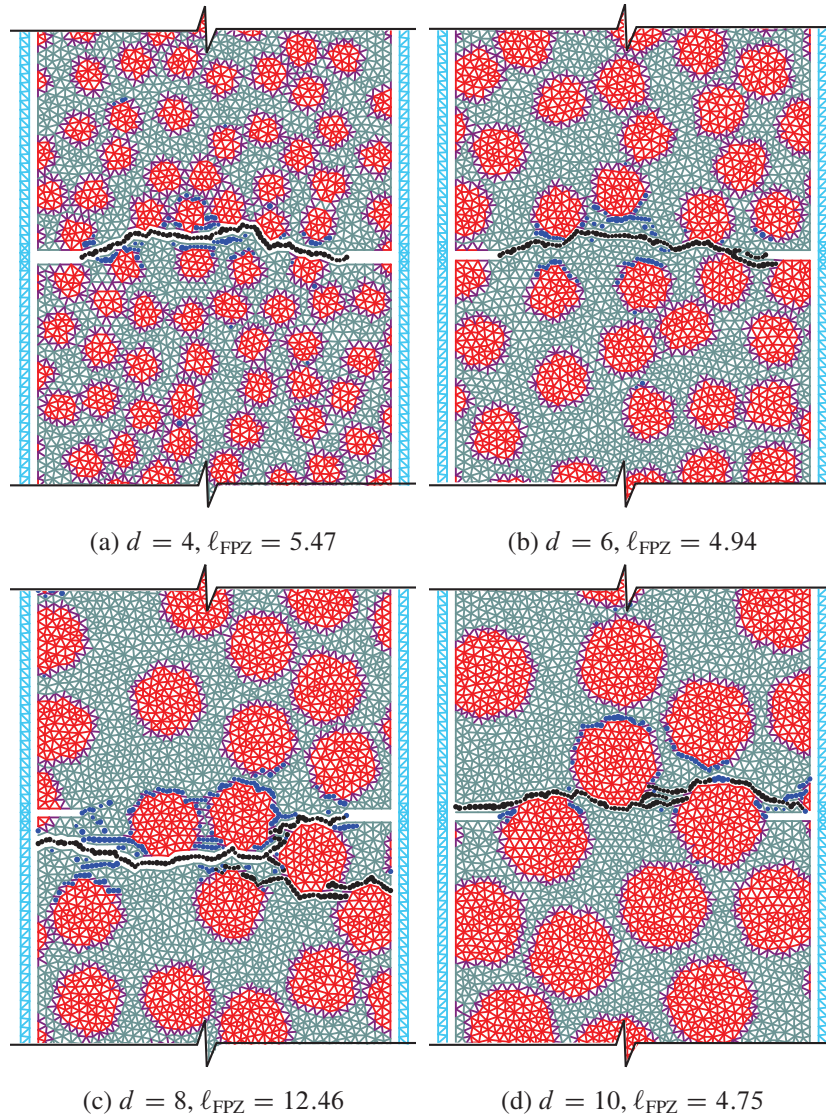 (a) d = 4, ℓFPZ = 5.47
(b) d = 6, ℓFPZ = 4.94
(c) d = 8, ℓFPZ = 12.46
(d) d = 10, ℓFPZ = 4.75